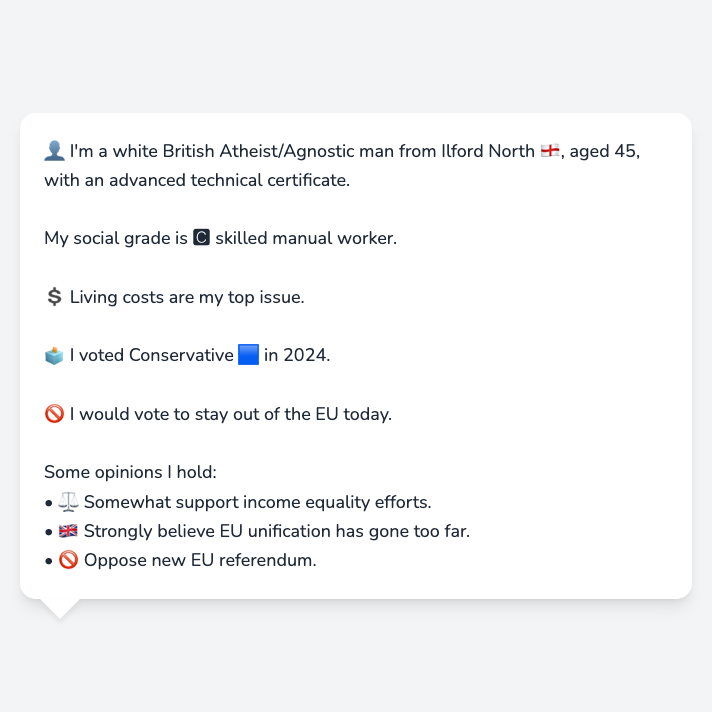 👤 I'm a white British Atheist/Agnostic man from Ilford North 🏴󠁧󠁢󠁥󠁮󠁧󠁿, aged 45,
with an advanced technical certificate.
My social grade is 🅲 skilled manual worker.
💲 Living costs are my top issue.
🗳️ I voted Conservative 🟦 in 2024.
🚫 I would vote to stay out of the EU today.
Some opinions I hold:
• ⚖️ Somewhat support income equality efforts.
• 🇬🇧 Strongly believe EU unification has gone too far.
• 🚫 Oppose new EU referendum.